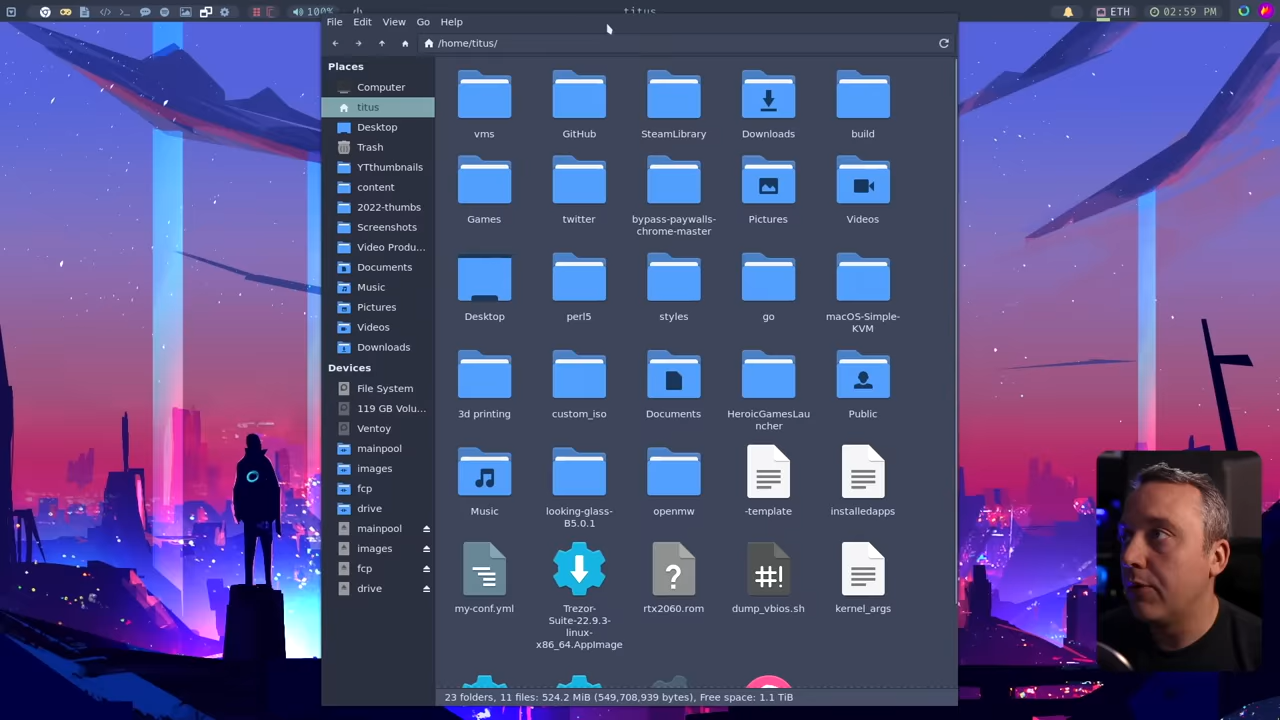 100%
titus
ETH
02:59 PM
File Edit View Go Help
/home/titus/
Places
Computer
titus
Desktop
Trash
YTthumbnails
content
2022-thumbs
Screenshots
Video Produ...
Documents
Music
Pictures
Videos
Downloads
Devices
File System
119 GB Volu...
Ventoy
mainpool
images
fcp
drive
mainpool
images
fcp
drive
vms
GitHub
SteamLibrary
Downloads
build
Games
twitter
bypass-paywalls-
chrome-master
Pictures
Videos
Desktop
perl5
styles
go
macOS-Simple-
KVM
3d printing
custom_iso
Documents
HeroicGamesLau
ncher
Public
Music
looking-glass-
B5.0.1
openmw
-template
installedapps
my-conf.yml
Trezor-
Suite-22.9.3-
linux-
x86_64.AppImage
?
rtx2060.rom
#!
dump_vbios.sh
kernel_args
23 folders, 11 files: 524.2 MiB (549,708,939 bytes), Free space: 1.1 TiB